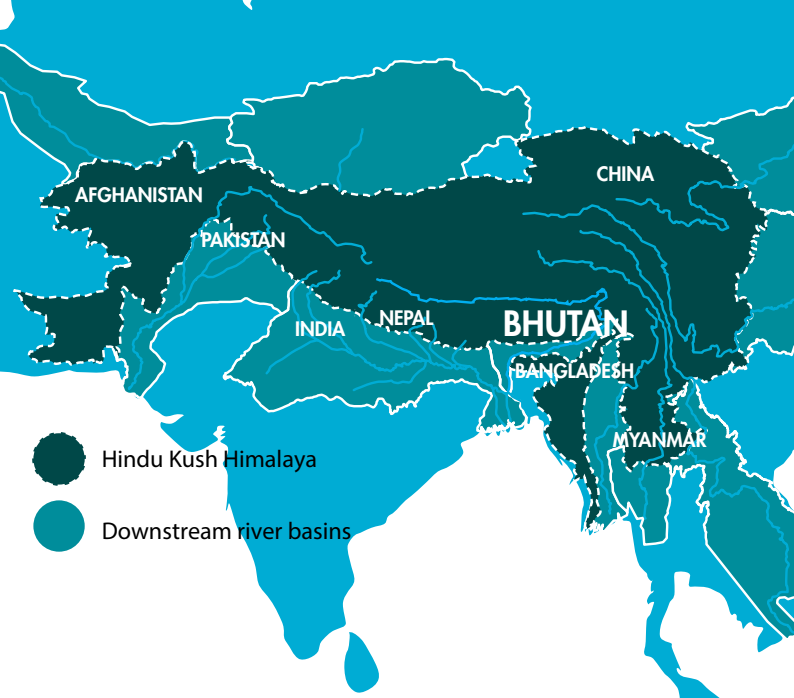 CHINA
AFGHANISTAN
PAKISTAN
NEPAL
BHUTAN
INDIA
BANGLADESH
MYANMAR
Hindu Kush Himalaya
Downstream river basins